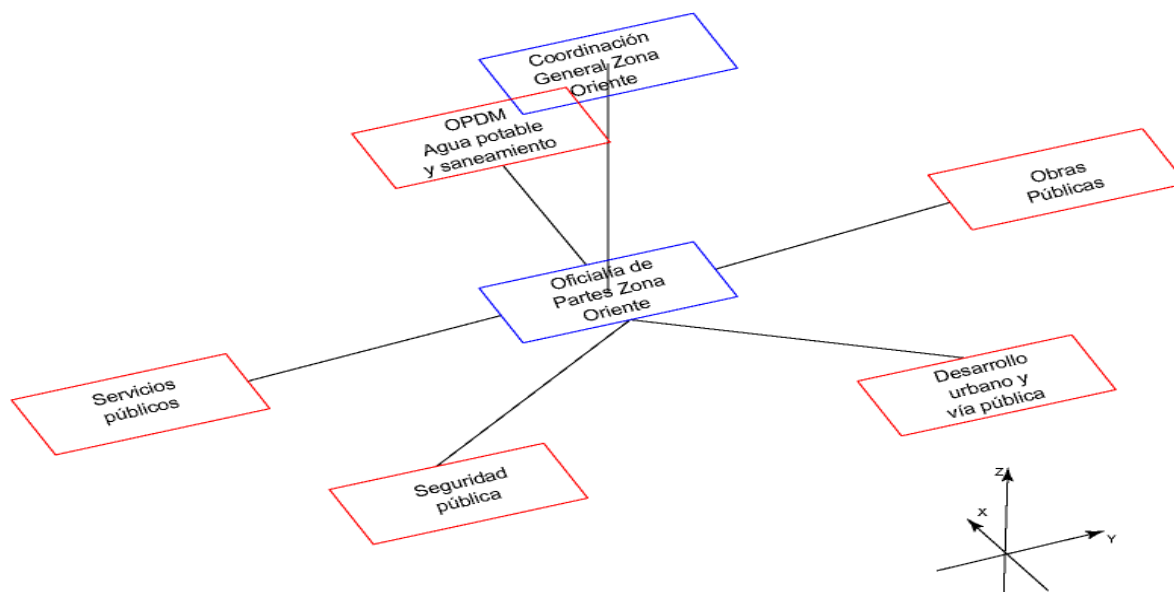 Coordinación
General Zona
Oriente
OPDM
Agua potable
y saneamiento
Obras
Públicas
Oficialía de
Partes Zona
Oriente
Servicios
públicos
Desarrollo
urbano y
vía pública
Seguridad
pública
Z
X
Y